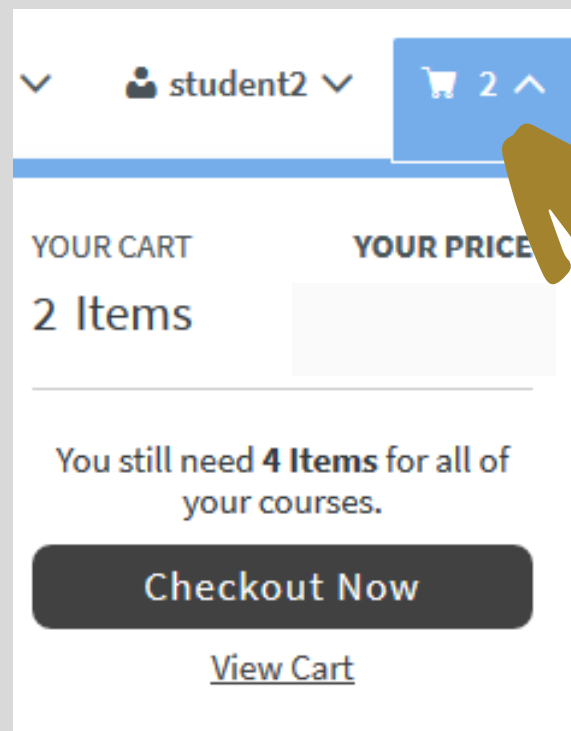 student2 2
YOUR CART YOUR PRICE
2 Items
You still need 4 Items for all of
your courses.
Checkout Now
View Cart